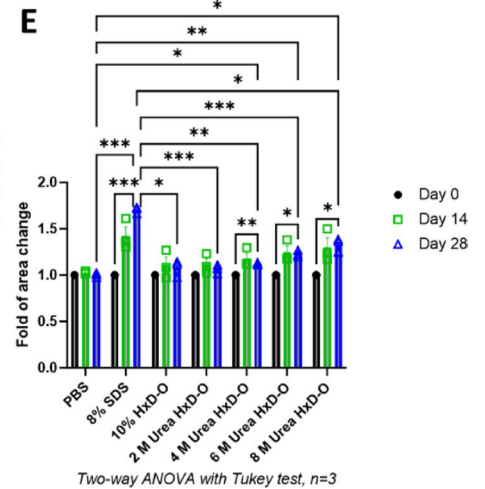 E
*
**
*
*
***
**
***
***
***
*
**
*
*
Fold of area change
2.0
1.5
1.0
0.5
0.0
PBS
8% SDS
10% HxD-O
2 M Urea HxD-O
4 M Urea HxD-O
6 M Urea HxD-O
8 M Urea HxD-O
Day 0
Day 14
Day 28
Two-way ANOVA with Tukey test, n=3